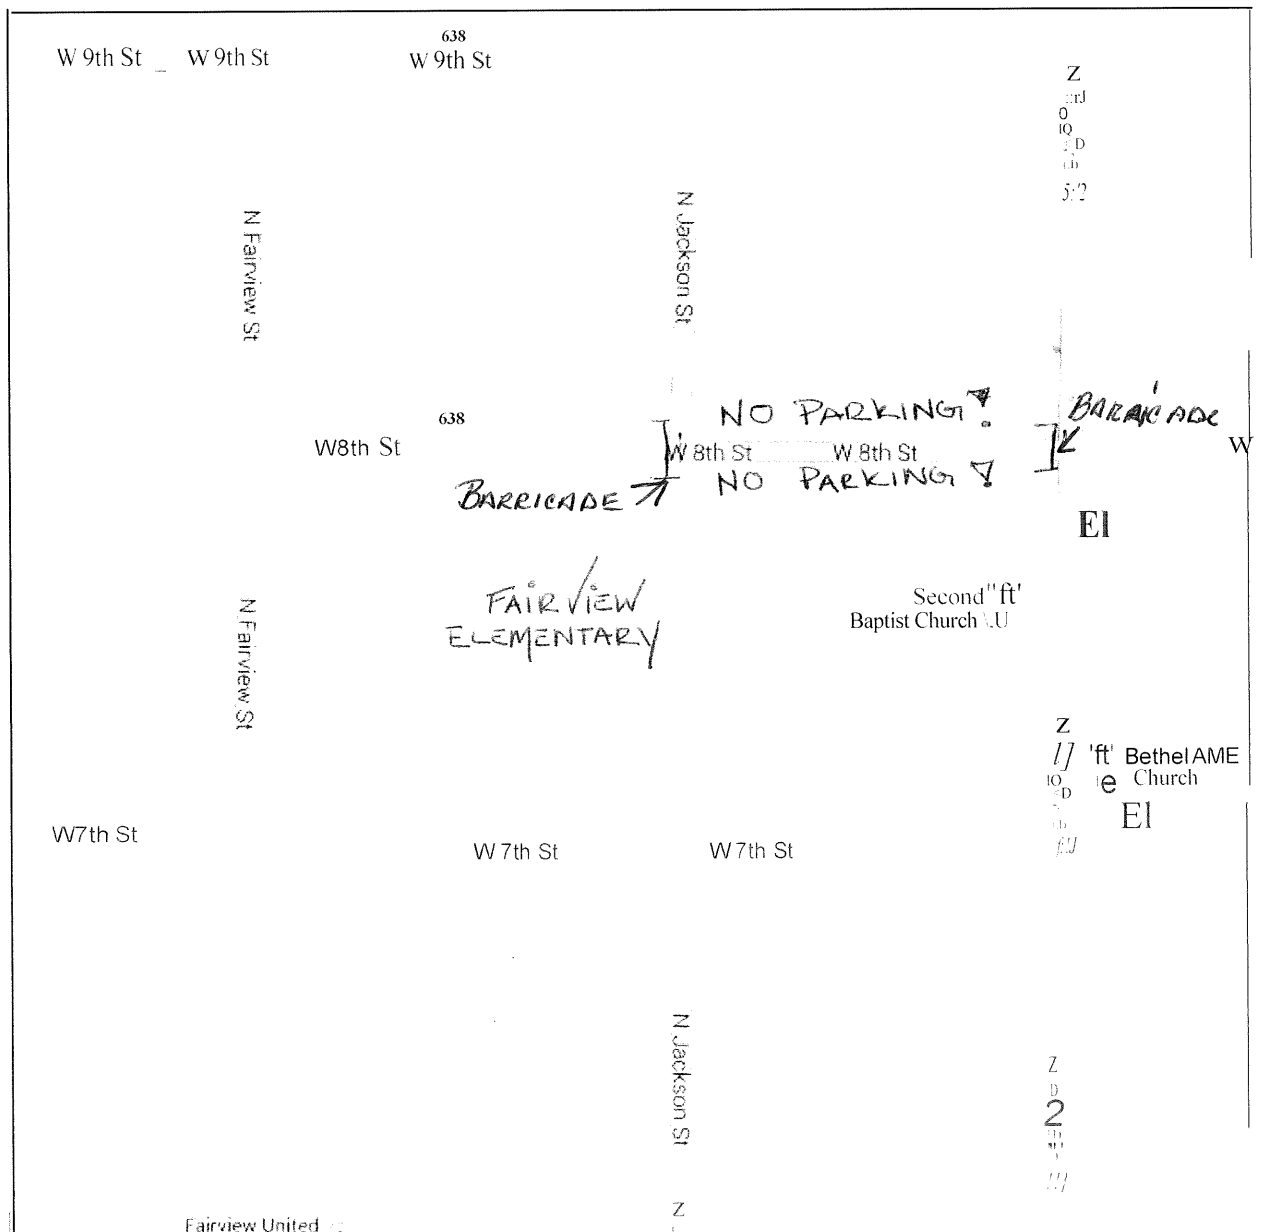 638
W 9th St _ W 9th St W 9th St
N Fairview St
N Jackson St
638
NO PARKING!
BARRICADE
W8th St
W 8th St W 8th St
W
NO PARKING!
BARRICADE
El
FAIRVIEW
ELEMENTARY
Second "ft'
Baptist Church
N Fairview St
Z
'ft' Bethel AME
e Church
El
W7th St
W 7th St W 7th St
N Jackson St
Z
2
Z
Fairview United